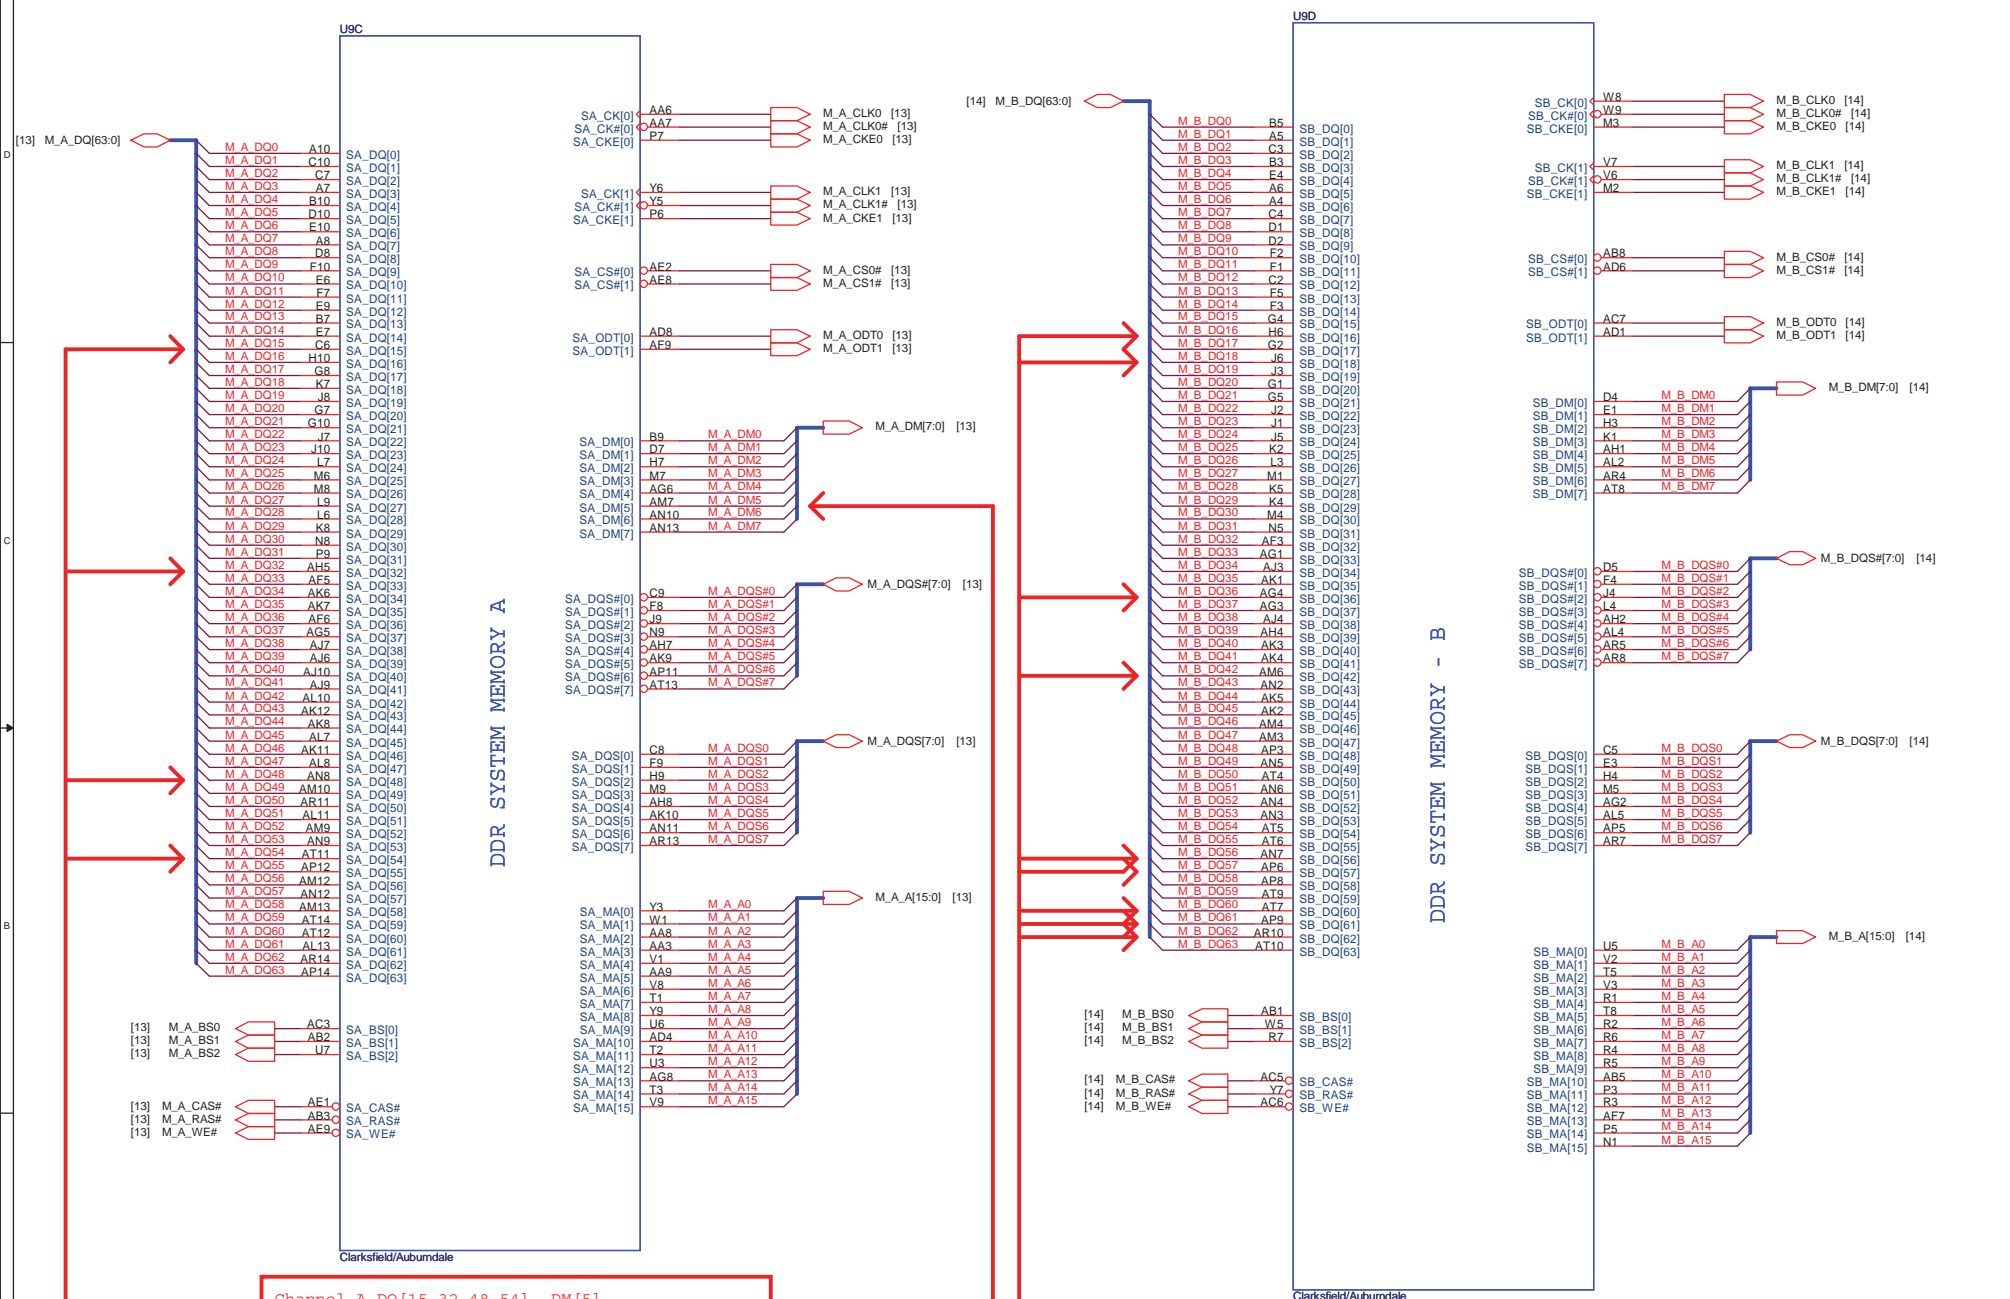 U9C
[13] M_A_DQ[63:0]
M_A_DQ0 A10 SA_DQ[0]
M_A_DQ1 C10 SA_DQ[1]
M_A_DQ2 C7 SA_DQ[2]
M_A_DQ3 A7 SA_DQ[3]
M_A_DQ4 B10 SA_DQ[4]
M_A_DQ5 D10 SA_DQ[5]
M_A_DQ6 E10 SA_DQ[6]
M_A_DQ7 A8 SA_DQ[7]
M_A_DQ8 D8 SA_DQ[8]
M_A_DQ9 F10 SA_DQ[9]
M_A_DQ10 E6 SA_DQ[10]
M_A_DQ11 F7 SA_DQ[11]
M_A_DQ12 E9 SA_DQ[12]
M_A_DQ13 B7 SA_DQ[13]
M_A_DQ14 E7 SA_DQ[14]
M_A_DQ15 C6 SA_DQ[15]
M_A_DQ16 H10 SA_DQ[16]
M_A_DQ17 G8 SA_DQ[17]
M_A_DQ18 K7 SA_DQ[18]
M_A_DQ19 J8 SA_DQ[19]
M_A_DQ20 G7 SA_DQ[20]
M_A_DQ21 G10 SA_DQ[21]
M_A_DQ22 J7 SA_DQ[22]
M_A_DQ23 J10 SA_DQ[23]
M_A_DQ24 L7 SA_DQ[24]
M_A_DQ25 M6 SA_DQ[25]
M_A_DQ26 M8 SA_DQ[26]
M_A_DQ27 L9 SA_DQ[27]
M_A_DQ28 L6 SA_DQ[28]
M_A_DQ29 K8 SA_DQ[29]
M_A_DQ30 N8 SA_DQ[30]
M_A_DQ31 P9 SA_DQ[31]
M_A_DQ32 AH5 SA_DQ[32]
M_A_DQ33 AF5 SA_DQ[33]
M_A_DQ34 AK6 SA_DQ[34]
M_A_DQ35 AK7 SA_DQ[35]
M_A_DQ36 AF6 SA_DQ[36]
M_A_DQ37 AG5 SA_DQ[37]
M_A_DQ38 AJ7 SA_DQ[38]
M_A_DQ39 AJ6 SA_DQ[39]
M_A_DQ40 AJ10 SA_DQ[40]
M_A_DQ41 AJ9 SA_DQ[41]
M_A_DQ42 AL10 SA_DQ[42]
M_A_DQ43 AK12 SA_DQ[43]
M_A_DQ44 AK8 SA_DQ[44]
M_A_DQ45 AL7 SA_DQ[45]
M_A_DQ46 AK11 SA_DQ[46]
M_A_DQ47 AL8 SA_DQ[47]
M_A_DQ48 AN8 SA_DQ[48]
M_A_DQ49 AM10 SA_DQ[49]
M_A_DQ50 AR11 SA_DQ[50]
M_A_DQ51 AL11 SA_DQ[51]
M_A_DQ52 AM9 SA_DQ[52]
M_A_DQ53 AN9 SA_DQ[53]
M_A_DQ54 AT11 SA_DQ[54]
M_A_DQ55 AP12 SA_DQ[55]
M_A_DQ56 AM12 SA_DQ[56]
M_A_DQ57 AN12 SA_DQ[57]
M_A_DQ58 AM13 SA_DQ[58]
M_A_DQ59 AT14 SA_DQ[59]
M_A_DQ60 AT12 SA_DQ[60]
M_A_DQ61 AL13 SA_DQ[61]
M_A_DQ62 AR14 SA_DQ[62]
M_A_DQ63 AP14 SA_DQ[63]
[13] M_A_BS0 AC3 SA_BS[0]
[13] M_A_BS1 AB2 SA_BS[1]
[13] M_A_BS2 U7 SA_BS[2]
[13] M_A_CAS# AE1 SA_CAS#
[13] M_A_RAS# AB3 SA_RAS#
[13] M_A_WE# AE9 SA_WE#
DDR SYSTEM MEMORY A
SA_CK[0] AA6 M_A_CLK0 [13]
SA_CK#[0] AA7 M_A_CLK0# [13]
SA_CKE[0] P7 M_A_CKE0 [13]
SA_CK[1] Y6 M_A_CLK1 [13]
SA_CK#[1] Y5 M_A_CLK1# [13]
SA_CKE[1] P6 M_A_CKE1 [13]
SA_CS#[0] AE2 M_A_CS0# [13]
SA_CS#[1] AE8 M_A_CS1# [13]
SA_ODT[0] AD8 M_A_ODT0 [13]
SA_ODT[1] AF9 M_A_ODT1 [13]
M_A_DM[7:0] [13]
SA_DM[0] B9 M_A_DM0
SA_DM[1] D7 M_A_DM1
SA_DM[2] H7 M_A_DM2
SA_DM[3] M7 M_A_DM3
SA_DM[4] AG6 M_A_DM4
SA_DM[5] AM7 M_A_DM5
SA_DM[6] AN10 M_A_DM6
SA_DM[7] AN13 M_A_DM7
M_A_DQS#[7:0] [13]
SA_DQS#[0] C9 M_A_DQS#0
SA_DQS#[1] F8 M_A_DQS#1
SA_DQS#[2] J9 M_A_DQS#2
SA_DQS#[3] N9 M_A_DQS#3
SA_DQS#[4] AH7 M_A_DQS#4
SA_DQS#[5] AK9 M_A_DQS#5
SA_DQS#[6] AP11 M_A_DQS#6
SA_DQS#[7] AT13 M_A_DQS#7
M_A_DQS[7:0] [13]
SA_DQS[0] C8 M_A_DQS0
SA_DQS[1] F9 M_A_DQS1
SA_DQS[2] H9 M_A_DQS2
SA_DQS[3] M9 M_A_DQS3
SA_DQS[4] AH8 M_A_DQS4
SA_DQS[5] AK10 M_A_DQS5
SA_DQS[6] AN11 M_A_DQS6
SA_DQS[7] AR13 M_A_DQS7
M_A_A[15:0] [13]
SA_MA[0] Y3 M_A_A0
SA_MA[1] W1 M_A_A1
SA_MA[2] AA8 M_A_A2
SA_MA[3] AA3 M_A_A3
SA_MA[4] V1 M_A_A4
SA_MA[5] AA9 M_A_A5
SA_MA[6] V8 M_A_A6
SA_MA[7] T1 M_A_A7
SA_MA[8] Y9 M_A_A8
SA_MA[9] U6 M_A_A9
SA_MA[10] AD4 M_A_A10
SA_MA[11] T2 M_A_A11
SA_MA[12] U3 M_A_A12
SA_MA[13] AG8 M_A_A13
SA_MA[14] T3 M_A_A14
SA_MA[15] V9 M_A_A15
Clarksfield/Auburndale
Channel A DQ[15,32,48,54], DM[5]
U9D
[14] M_B_DQ[63:0]
M_B_DQ0 B5 SB_DQ[0]
M_B_DQ1 A5 SB_DQ[1]
M_B_DQ2 C3 SB_DQ[2]
M_B_DQ3 B3 SB_DQ[3]
M_B_DQ4 E4 SB_DQ[4]
M_B_DQ5 A6 SB_DQ[5]
M_B_DQ6 A4 SB_DQ[6]
M_B_DQ7 C4 SB_DQ[7]
M_B_DQ8 D1 SB_DQ[8]
M_B_DQ9 D2 SB_DQ[9]
M_B_DQ10 F2 SB_DQ[10]
M_B_DQ11 F1 SB_DQ[11]
M_B_DQ12 C2 SB_DQ[12]
M_B_DQ13 F5 SB_DQ[13]
M_B_DQ14 F3 SB_DQ[14]
M_B_DQ15 G4 SB_DQ[15]
M_B_DQ16 H6 SB_DQ[16]
M_B_DQ17 G2 SB_DQ[17]
M_B_DQ18 J6 SB_DQ[18]
M_B_DQ19 J3 SB_DQ[19]
M_B_DQ20 G1 SB_DQ[20]
M_B_DQ21 G5 SB_DQ[21]
M_B_DQ22 J2 SB_DQ[22]
M_B_DQ23 J1 SB_DQ[23]
M_B_DQ24 J5 SB_DQ[24]
M_B_DQ25 K2 SB_DQ[25]
M_B_DQ26 L3 SB_DQ[26]
M_B_DQ27 M1 SB_DQ[27]
M_B_DQ28 K5 SB_DQ[28]
M_B_DQ29 K4 SB_DQ[29]
M_B_DQ30 M4 SB_DQ[30]
M_B_DQ31 N5 SB_DQ[31]
M_B_DQ32 AF3 SB_DQ[32]
M_B_DQ33 AG1 SB_DQ[33]
M_B_DQ34 AJ3 SB_DQ[34]
M_B_DQ35 AK1 SB_DQ[35]
M_B_DQ36 AG4 SB_DQ[36]
M_B_DQ37 AG3 SB_DQ[37]
M_B_DQ38 AJ4 SB_DQ[38]
M_B_DQ39 AH4 SB_DQ[39]
M_B_DQ40 AK3 SB_DQ[40]
M_B_DQ41 AK4 SB_DQ[41]
M_B_DQ42 AM6 SB_DQ[42]
M_B_DQ43 AN2 SB_DQ[43]
M_B_DQ44 AK5 SB_DQ[44]
M_B_DQ45 AK2 SB_DQ[45]
M_B_DQ46 AM4 SB_DQ[46]
M_B_DQ47 AM3 SB_DQ[47]
M_B_DQ48 AP3 SB_DQ[48]
M_B_DQ49 AN5 SB_DQ[49]
M_B_DQ50 AT4 SB_DQ[50]
M_B_DQ51 AN6 SB_DQ[51]
M_B_DQ52 AN4 SB_DQ[52]
M_B_DQ53 AN3 SB_DQ[53]
M_B_DQ54 AT5 SB_DQ[54]
M_B_DQ55 AT6 SB_DQ[55]
M_B_DQ56 AN7 SB_DQ[56]
M_B_DQ57 AP6 SB_DQ[57]
M_B_DQ58 AP8 SB_DQ[58]
M_B_DQ59 AT9 SB_DQ[59]
M_B_DQ60 AT7 SB_DQ[60]
M_B_DQ61 AP9 SB_DQ[61]
M_B_DQ62 AR10 SB_DQ[62]
M_B_DQ63 AT10 SB_DQ[63]
[14] M_B_BS0 AB1 SB_BS[0]
[14] M_B_BS1 W5 SB_BS[1]
[14] M_B_BS2 R7 SB_BS[2]
[14] M_B_CAS# AC5 SB_CAS#
[14] M_B_RAS# Y7 SB_RAS#
[14] M_B_WE# AC6 SB_WE#
DDR SYSTEM MEMORY - B
SB_CK[0] W8 M_B_CLK0 [14]
SB_CK#[0] W9 M_B_CLK0# [14]
SB_CKE[0] M3 M_B_CKE0 [14]
SB_CK[1] V7 M_B_CLK1 [14]
SB_CK#[1] V6 M_B_CLK1# [14]
SB_CKE[1] M2 M_B_CKE1 [14]
SB_CS#[0] AB8 M_B_CS0# [14]
SB_CS#[1] AD6 M_B_CS1# [14]
SB_ODT[0] AC7 M_B_ODT0 [14]
SB_ODT[1] AD1 M_B_ODT1 [14]
M_B_DM[7:0] [14]
SB_DM[0] D4 M_B_DM0
SB_DM[1] E1 M_B_DM1
SB_DM[2] H3 M_B_DM2
SB_DM[3] K1 M_B_DM3
SB_DM[4] AH1 M_B_DM4
SB_DM[5] AL2 M_B_DM5
SB_DM[6] AR4 M_B_DM6
SB_DM[7] AT8 M_B_DM7
M_B_DQS#[7:0] [14]
SB_DQS#[0] D5 M_B_DQS#0
SB_DQS#[1] F4 M_B_DQS#1
SB_DQS#[2] J4 M_B_DQS#2
SB_DQS#[3] L4 M_B_DQS#3
SB_DQS#[4] AH2 M_B_DQS#4
SB_DQS#[5] AL4 M_B_DQS#5
SB_DQS#[6] AR5 M_B_DQS#6
SB_DQS#[7] AR8 M_B_DQS#7
M_B_DQS[7:0] [14]
SB_DQS[0] C5 M_B_DQS0
SB_DQS[1] E3 M_B_DQS1
SB_DQS[2] H4 M_B_DQS2
SB_DQS[3] M5 M_B_DQS3
SB_DQS[4] AG2 M_B_DQS4
SB_DQS[5] AL5 M_B_DQS5
SB_DQS[6] AP5 M_B_DQS6
SB_DQS[7] AR7 M_B_DQS7
M_B_A[15:0] [14]
SB_MA[0] U5 M_B_A0
SB_MA[1] V2 M_B_A1
SB_MA[2] T5 M_B_A2
SB_MA[3] V3 M_B_A3
SB_MA[4] R1 M_B_A4
SB_MA[5] T8 M_B_A5
SB_MA[6] R2 M_B_A6
SB_MA[7] R6 M_B_A7
SB_MA[8] R4 M_B_A8
SB_MA[9] R5 M_B_A9
SB_MA[10] AB5 M_B_A10
SB_MA[11] P3 M_B_A11
SB_MA[12] R3 M_B_A12
SB_MA[13] AF7 M_B_A13
SB_MA[14] P5 M_B_A14
SB_MA[15] N1 M_B_A15
Clarksfield/Auburndale
D
C
B